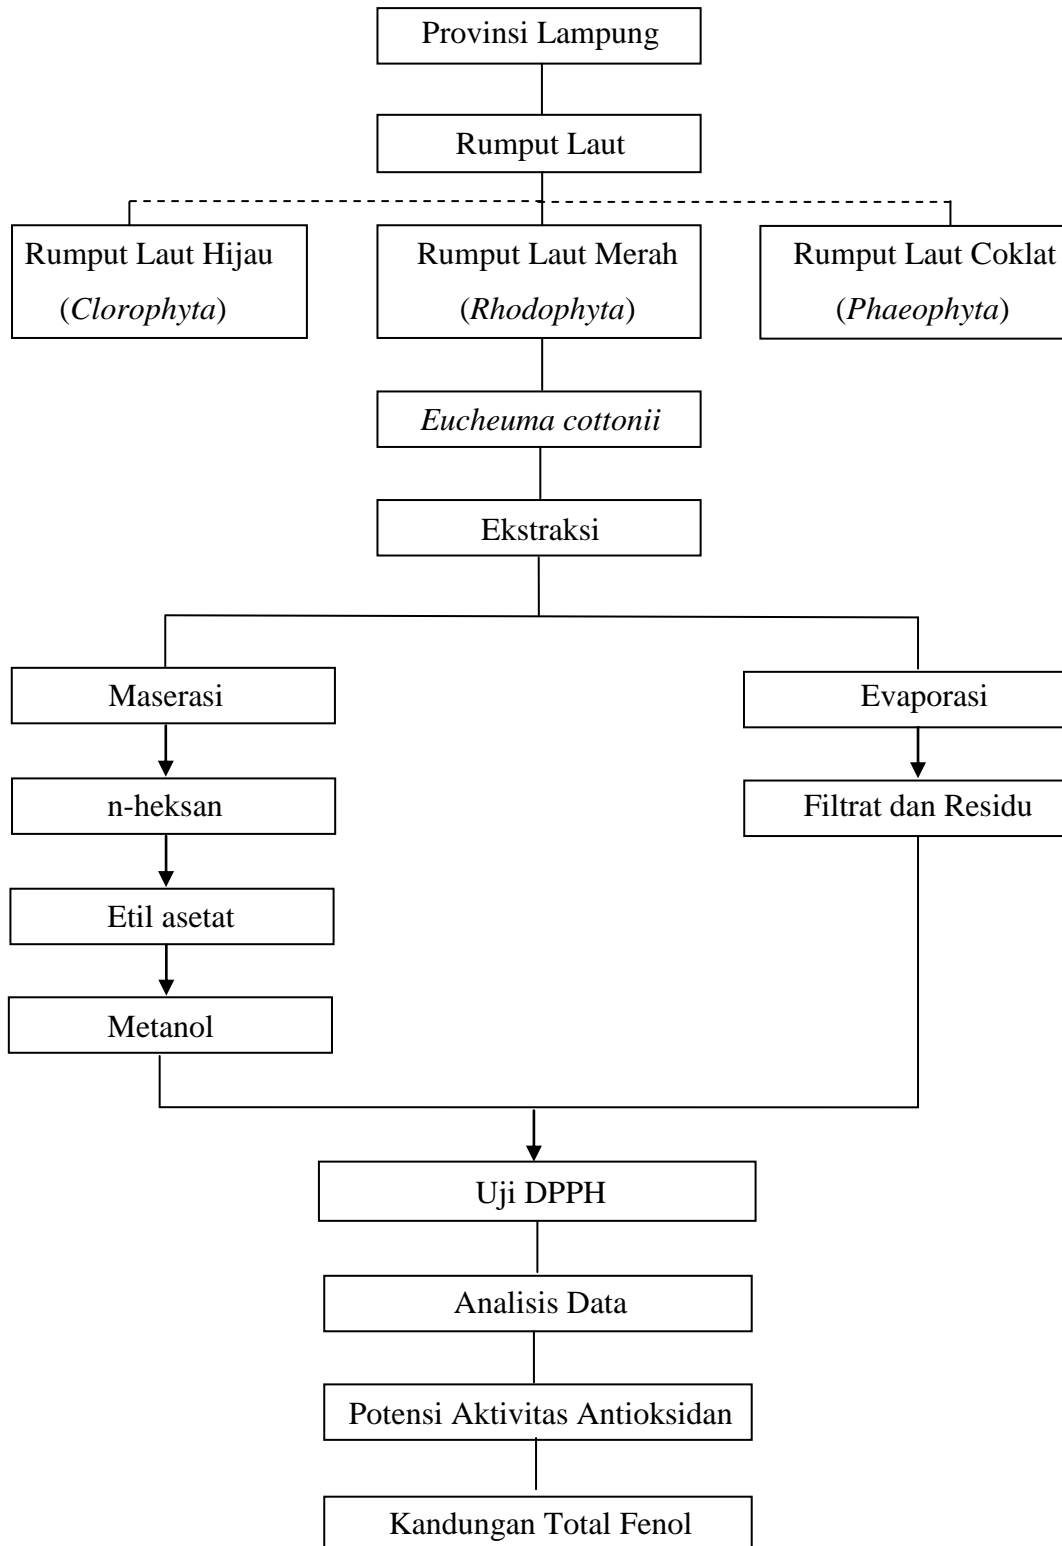 Provinsi Lampung
Rumput Laut
Rumput Laut Hijau
(Clorophyta)
Rumput Laut Merah
(Rhodophyta)
Rumput Laut Coklat
(Phaeophyta)
Eucheuma cottonii
Ekstraksi
Maserasi
n-heksan
Etil asetat
Metanol
Evaporasi
Filtrat dan Residu
Uji DPPH
Analisis Data
Potensi Aktivitas Antioksidan
Kandungan Total Fenol